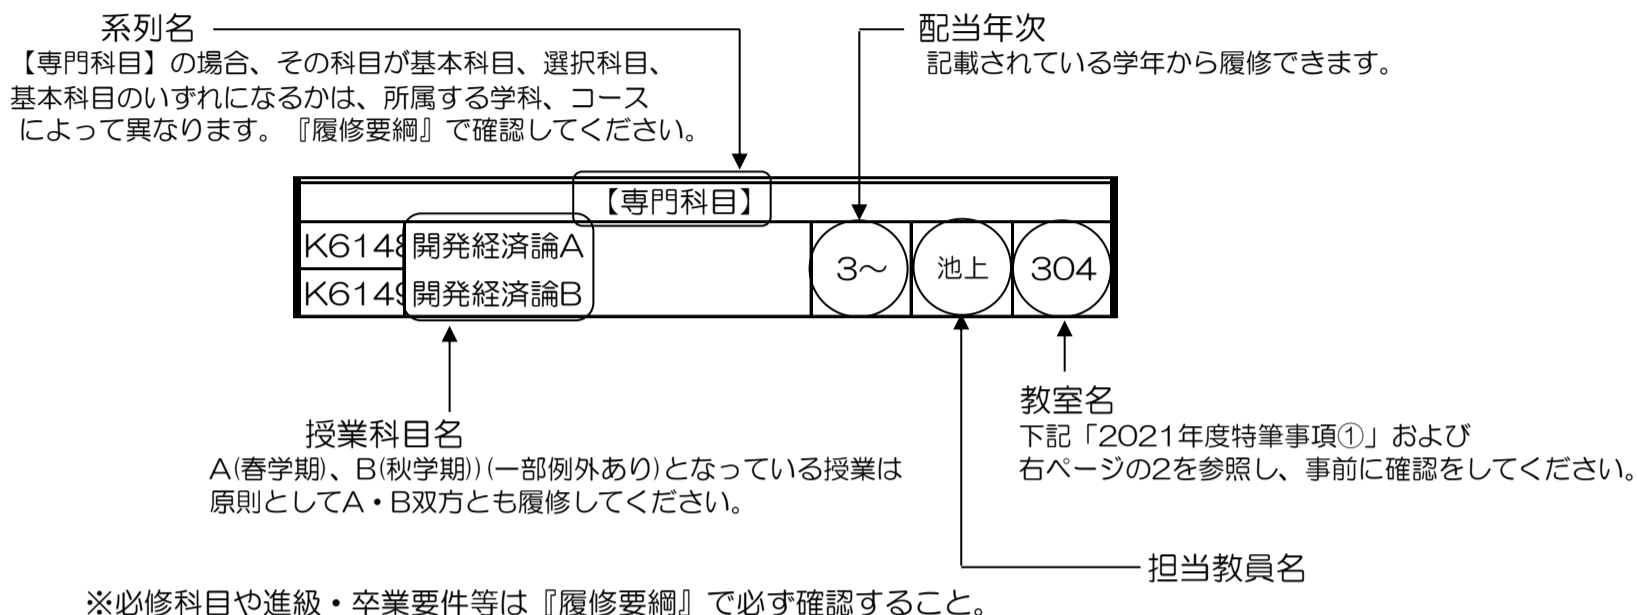 系列名
【専門科目】の場合、その科目が基本科目、選択科目、
基本科目のいずれになるかは、所属する学科、コース
によって異なります。『履修要綱』で確認してください。
配当年次
記載されている学年から履修できます。
【専門科目】
K6148 開発経済論A
K6149 開発経済論B
3～ 池上 304
授業科目名
A(春学期)、B(秋学期))(一部例外あり)となっている授業は
原則としてA・B双方とも履修してください。
教室名
下記「2021年度特筆事項①」および
右ページの2を参照し、事前に確認をしてください。
担当教員名
※必修科目や進級・卒業要件等は『履修要綱』で必ず確認すること。